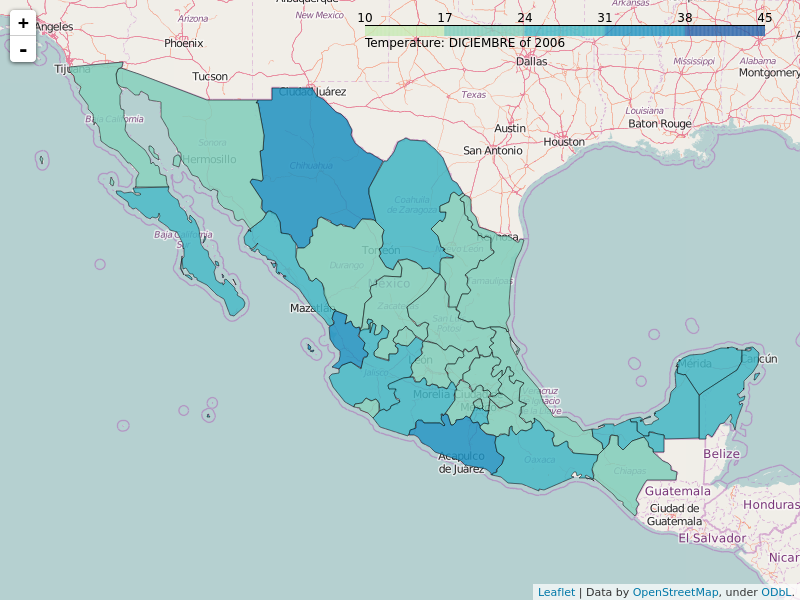 +
-
10 17 24 31 38 45
Temperature: DICIEMBRE of 2006
Arizona
New Mexico
Arkansas
Angeles
Phoenix
Dallas
Mississippi
Alabama
Montgomery
Tijuana
Tucson
Ciudad Juárez
Texas
Louisiana
Baton Rouge
Austin
Houston
San Antonio
Baja California
Sonora
Hermosillo
Chihuahua
Coahuila
de Zaragoza
Baja California
Sur
Reynosa
Nuevo León
Torreón
Durango
México
Tamaulipas
Mazatlán
Zacatecas
San Luis
Potosí
León
Jalisco
Mérida
Cancún
Morelia
Ciudad de
México
Veracruz
de Ignacio
de la Llave
Acapulco
de Juárez
Oaxaca
Chiapas
Belize
Guatemala
Honduras
Ciudad de
Guatemala
El Salvador
Nicar
Leaflet | Data by OpenStreetMap, under ODbL.